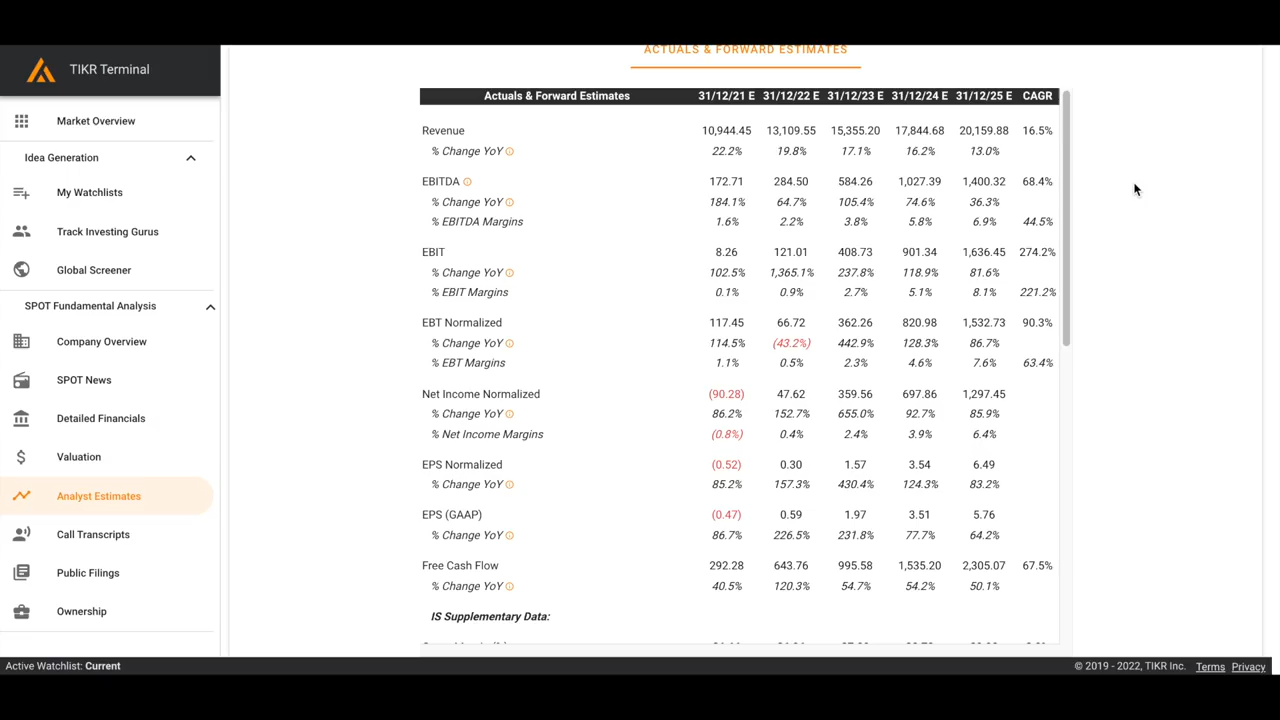 TIKR Terminal
Market Overview
Idea Generation
My Watchlists
Track Investing Gurus
Global Screener
SPOT Fundamental Analysis
Company Overview
SPOT News
Detailed Financials
Valuation
Analyst Estimates
Call Transcripts
Public Filings
Ownership
ACTUALS & FORWARD ESTIMATES
Actuals & Forward Estimates 31/12/21 E 31/12/22 E 31/12/23 E 31/12/24 E 31/12/25 E CAGR
Revenue 10,944.45 13,109.55 15,355.20 17,844.68 20,159.88 16.5%
% Change YoY 22.2% 19.8% 17.1% 16.2% 13.0%
EBITDA 172.71 284.50 584.26 1,027.39 1,400.32 68.4%
% Change YoY 184.1% 64.7% 105.4% 74.6% 36.3%
% EBITDA Margins 1.6% 2.2% 3.8% 5.8% 6.9% 44.5%
EBIT 8.26 121.01 408.73 901.34 1,636.45 274.2%
% Change YoY 102.5% 1,365.1% 237.8% 118.9% 81.6%
% EBIT Margins 0.1% 0.9% 2.7% 5.1% 8.1% 221.2%
EBT Normalized 117.45 66.72 362.26 820.98 1,532.73 90.3%
% Change YoY 114.5% (43.2%) 442.9% 128.3% 86.7%
% EBT Margins 1.1% 0.5% 2.3% 4.6% 7.6% 63.4%
Net Income Normalized (90.28) 47.62 359.56 697.86 1,297.45
% Change YoY 86.2% 152.7% 655.0% 92.7% 85.9%
% Net Income Margins (0.8%) 0.4% 2.4% 3.9% 6.4%
EPS Normalized (0.52) 0.30 1.57 3.54 6.49
% Change YoY 85.2% 157.3% 430.4% 124.3% 83.2%
EPS (GAAP) (0.47) 0.59 1.97 3.51 5.76
% Change YoY 86.7% 226.5% 231.8% 77.7% 64.2%
Free Cash Flow 292.28 643.76 995.58 1,535.20 2,305.07 67.5%
% Change YoY 40.5% 120.3% 54.7% 54.2% 50.1%
IS Supplementary Data:
Active Watchlist: Current
© 2019 - 2022, TIKR Inc. Terms Privacy